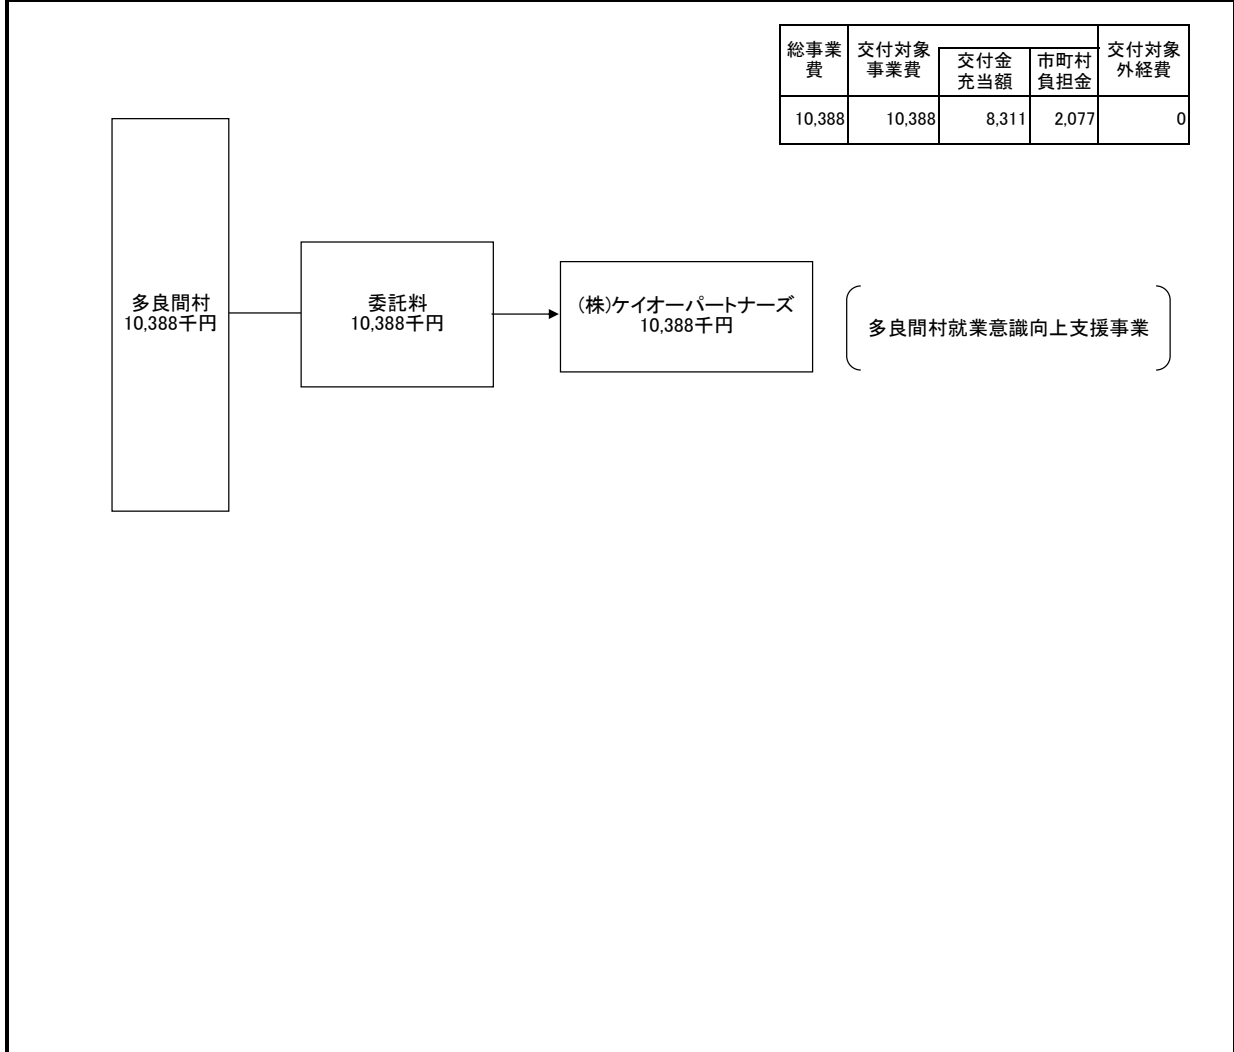 総事業
費
交付対象
事業費
交付金
充当額
市町村
負担金
交付対象
外経費
10,388 10,388 8,311 2,077 0
多良間村
10,388千円
委託料
10,388千円
(株)ケイオーパートナーズ
10,388千円
多良間村就業意識向上支援事業